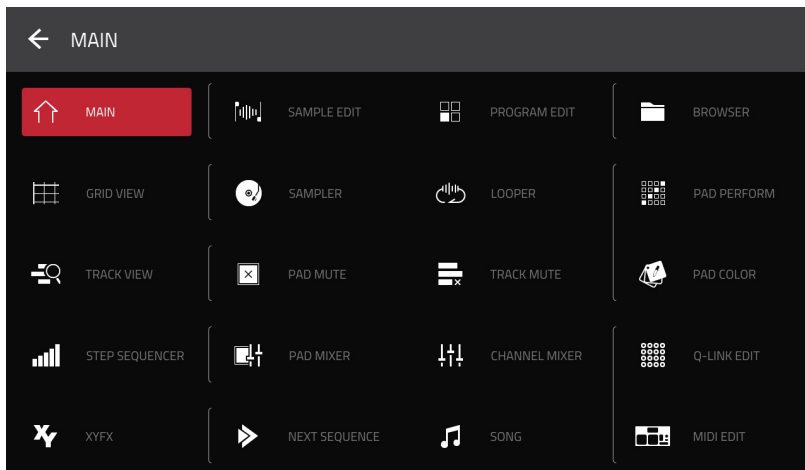 MAIN
MAIN SAMPLE EDIT PROGRAM EDIT BROWSER
GRID VIEW SAMPLER LOOPER PAD PERFORM
TRACK VIEW PAD MUTE TRACK MUTE PAD COLOR
STEP SEQUENCER PAD MIXER CHANNEL MIXER Q-LINK EDIT
XY XYFX NEXT SEQUENCE SONG MIDI EDIT